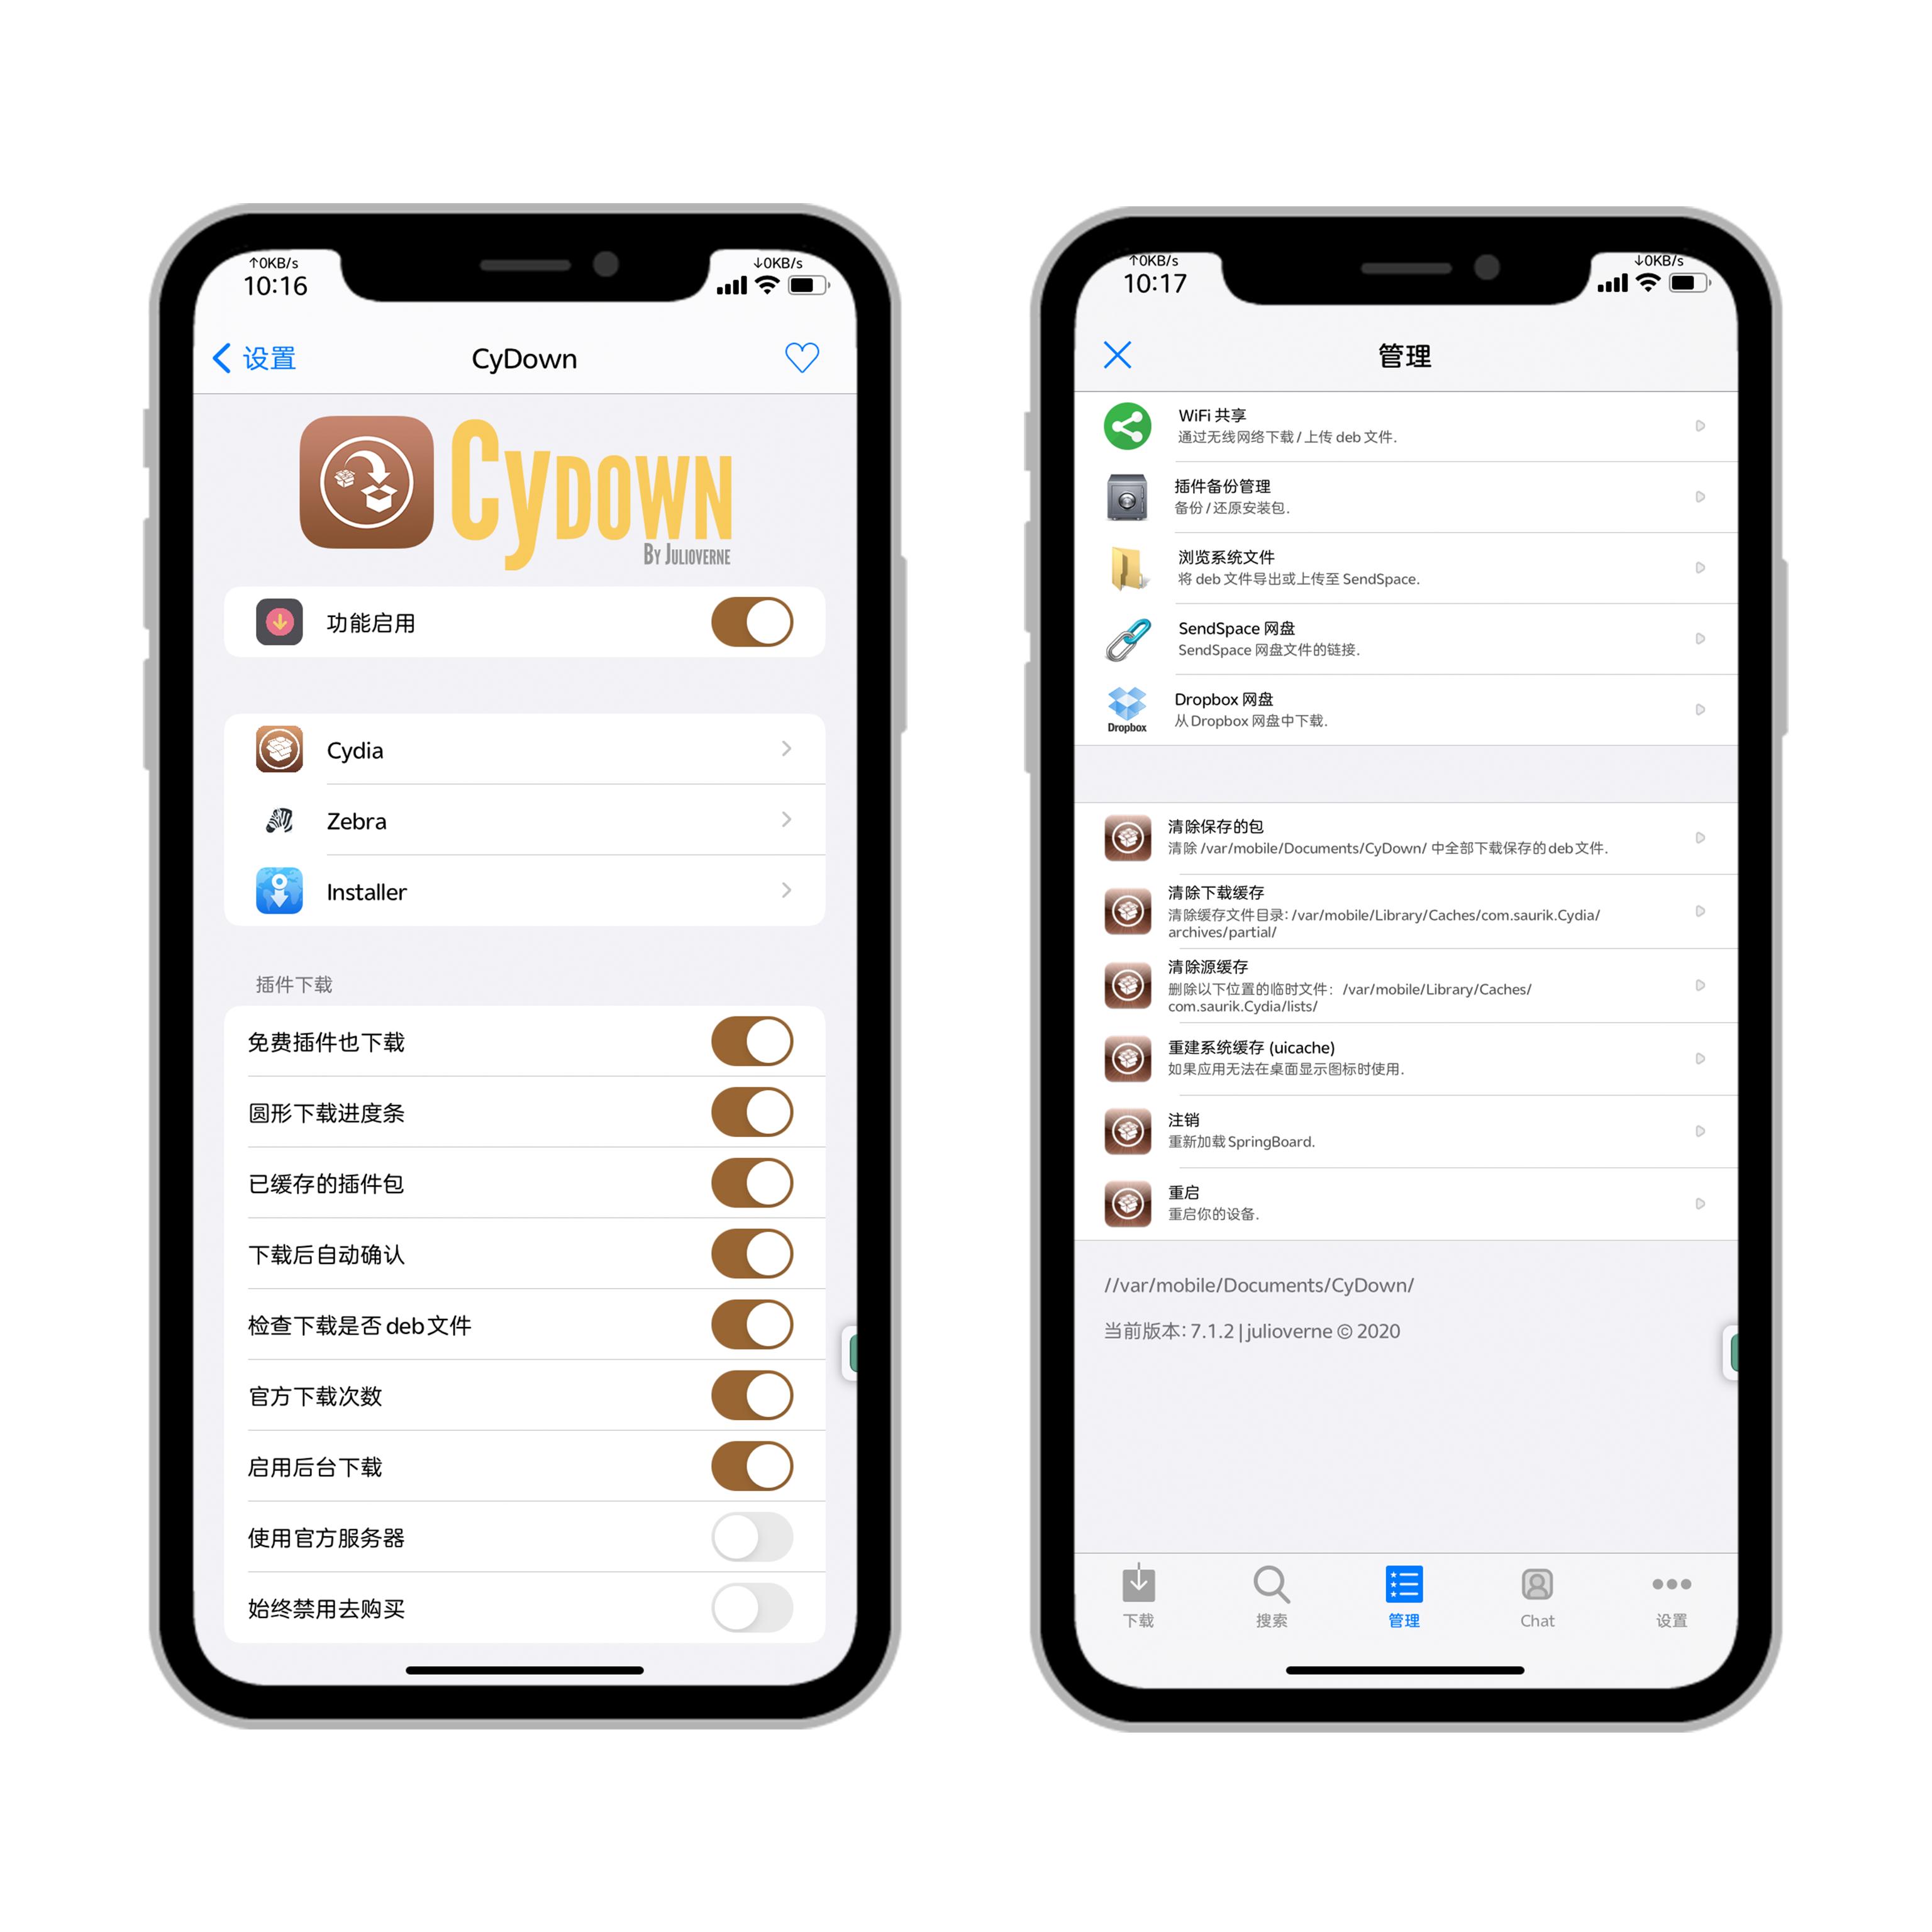 ↑0KB/s
10:16
↓0KB/s
设置
CyDown
CYDOWN
BY JULIOVERNE
功能启用
Cydia
Zebra
Installer
插件下载
免费插件也下载
圆形下载进度条
已缓存的插件包
下载后自动确认
检查下载是否 deb 文件
官方下载次数
启用后台下载
使用官方服务器
始终禁用去购买
↑0KB/s
10:17
↓0KB/s
管理
WiFi 共享
通过无线网络下载 / 上传 deb 文件.
插件备份管理
备份 / 还原安装包.
浏览系统文件
将 deb 文件导出或上传至 SendSpace.
SendSpace 网盘
SendSpace 网盘文件的链接.
Dropbox
Dropbox 网盘
从 Dropbox 网盘中下载.
清除保存的包
清除 /var/mobile/Documents/CyDown/ 中全部下载保存的 deb 文件.
清除下载缓存
清除缓存文件目录: /var/mobile/Library/Caches/com.saurik.Cydia/
archives/partial/
清除源缓存
删除以下位置的临时文件： /var/mobile/Library/Caches/
com.saurik.Cydia/lists/
重建系统缓存 (uicache)
如果应用无法在桌面显示图标时使用.
注销
重新加载 SpringBoard.
重启
重启你的设备.
//var/mobile/Documents/CyDown/
当前版本: 7.1.2 | julioverne © 2020
下载
搜索
管理
Chat
设置